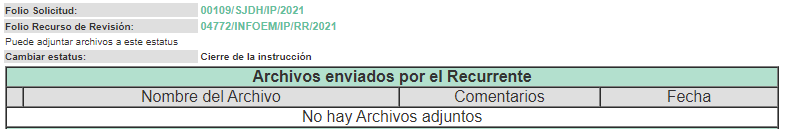 Folio Solicitud: 00109/SJDH/IP/2021
Folio Recurso de Revisión: 04772/INFOEM/IP/RR/2021
Puede adjuntar archivos a este estatus
Cambiar estatus: Cierre de la instrucción
Archivos enviados por el Recurrente
Nombre del Archivo Comentarios Fecha
No hay Archivos adjuntos